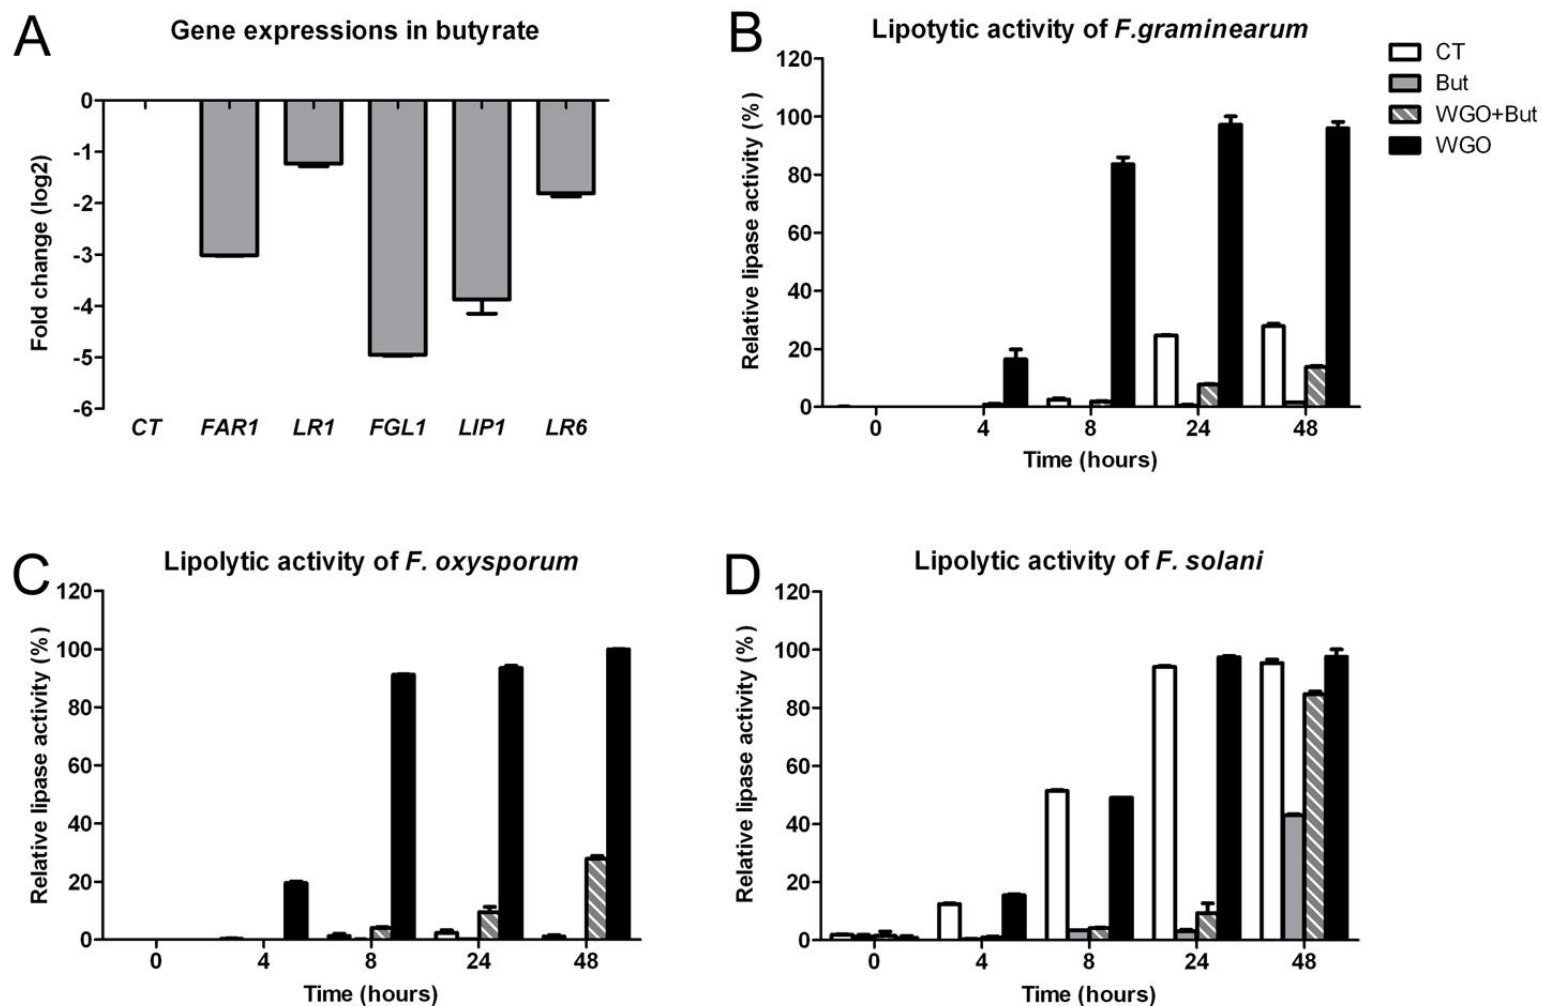 A
Gene expressions in butyrate
Fold change (log2)
0
-1
-2
-3
-4
-5
-6
CT FAR1 LR1 FGL1 LIP1 LR6
B
Lipotytic activity of F.graminearum
Relative lipase activity (%)
120
100
80
60
40
20
0
0 4 8 24 48
Time (hours)
CT
But
WGO+But
WGO
C
Lipolytic activity of F. oxysporum
Relative lipase activity (%)
120
100
80
60
40
20
0
0 4 8 24 48
Time (hours)
D
Lipolytic activity of F. solani
Relative lipase activity (%)
120
100
80
60
40
20
0
0 4 8 24 48
Time (hours)